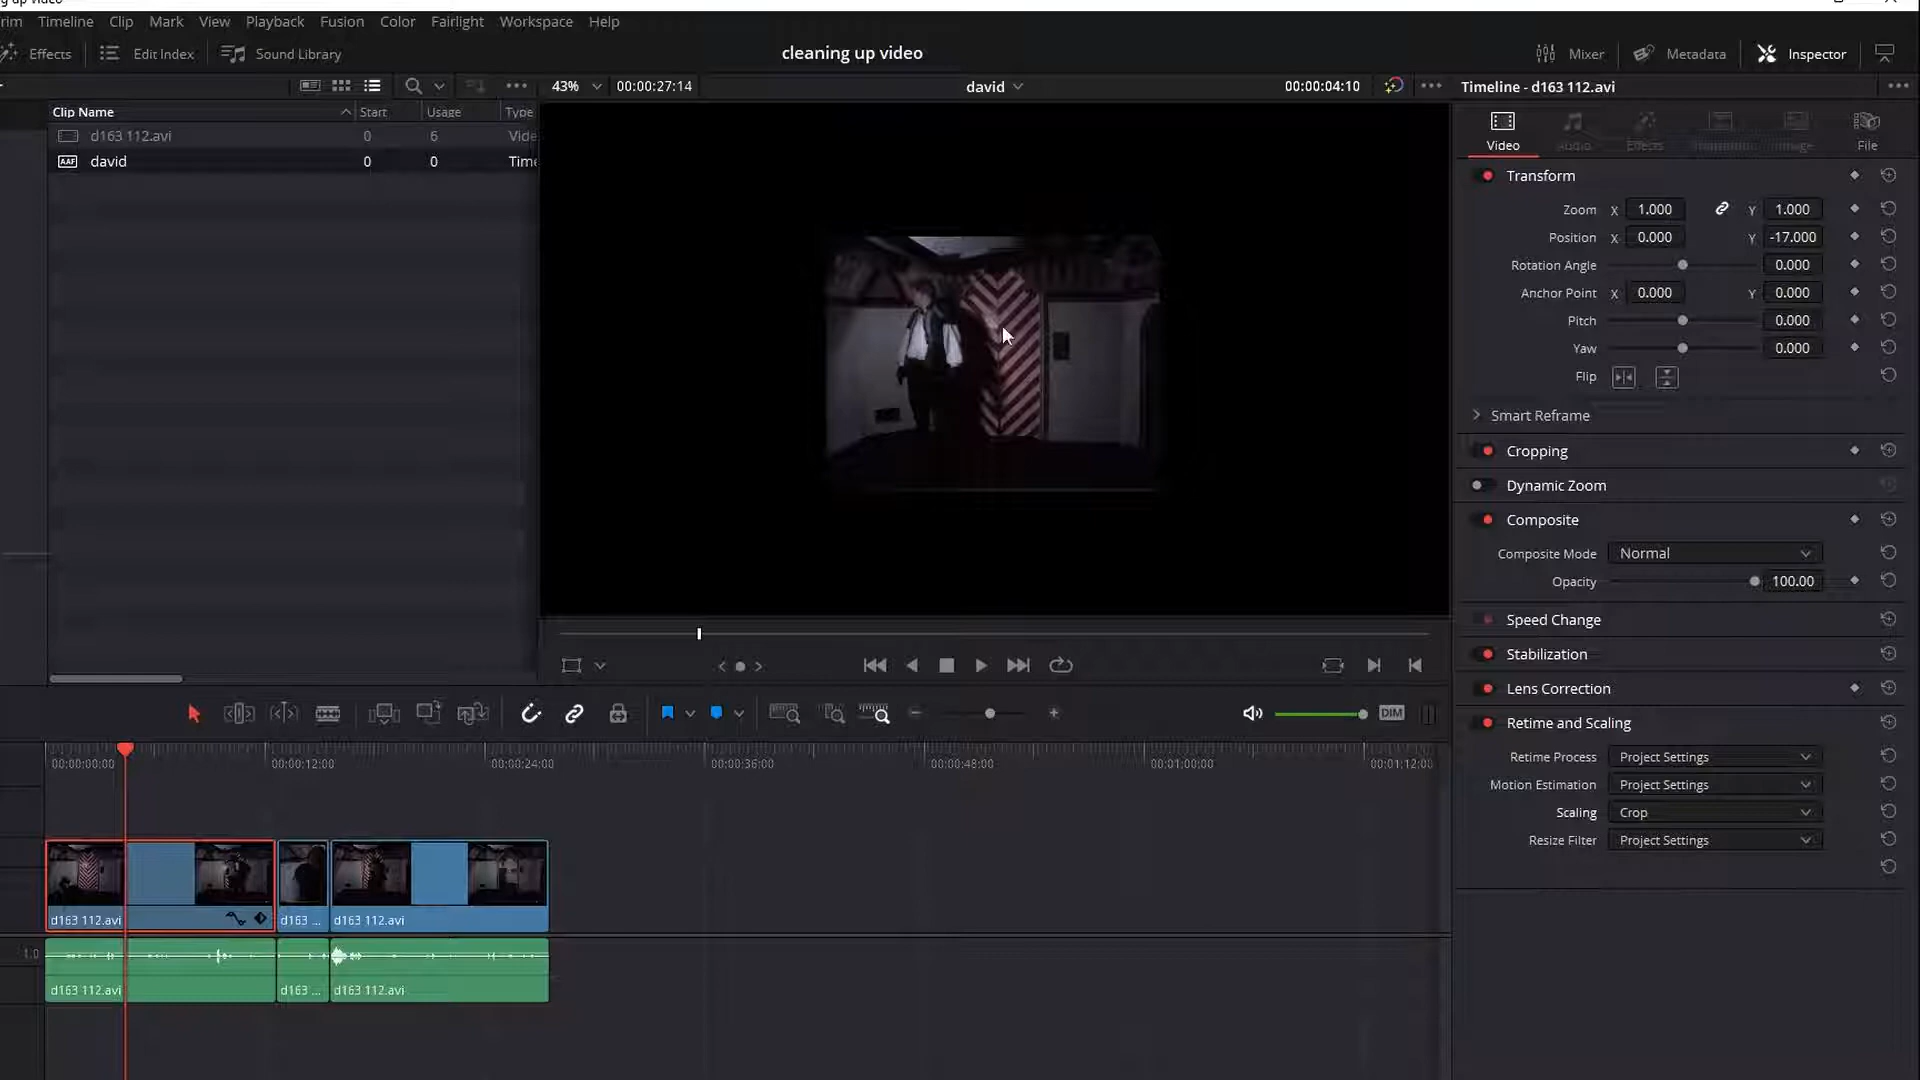 Timeline Clip Mark View Playback Fusion Color Fairlight Workspace Help
Effects Edit Index Sound Library cleaning up video Mixer Metadata Inspector
43% 00:00:27:14 david 00:00:04:10 Timeline - d163 112.avi
Clip Name Start Usage Type
d163 112.avi 0 6 Vide
david 0 0 Time
AAF
Video Audio Effects Transition Image File
Transform
Zoom X 1.000 Y 1.000
Position X 0.000 Y -17.000
Rotation Angle 0.000
Anchor Point X 0.000 Y 0.000
Pitch 0.000
Yaw 0.000
Flip
Smart Reframe
Cropping
Dynamic Zoom
Composite
Composite Mode Normal
Opacity 100.00
Speed Change
Stabilization
Lens Correction
Retime and Scaling
Retime Process Project Settings
Motion Estimation Project Settings
Scaling Crop
Resize Filter Project Settings
DIM
00:00:00:00 00:00:12:00 00:00:24:00 00:00:36:00 00:00:48:00 00:01:00:00 00:01:12:00
d163 112.avi d163 ... d163 112.avi
1.0
d163 112.avi d163 ... d163 112.avi